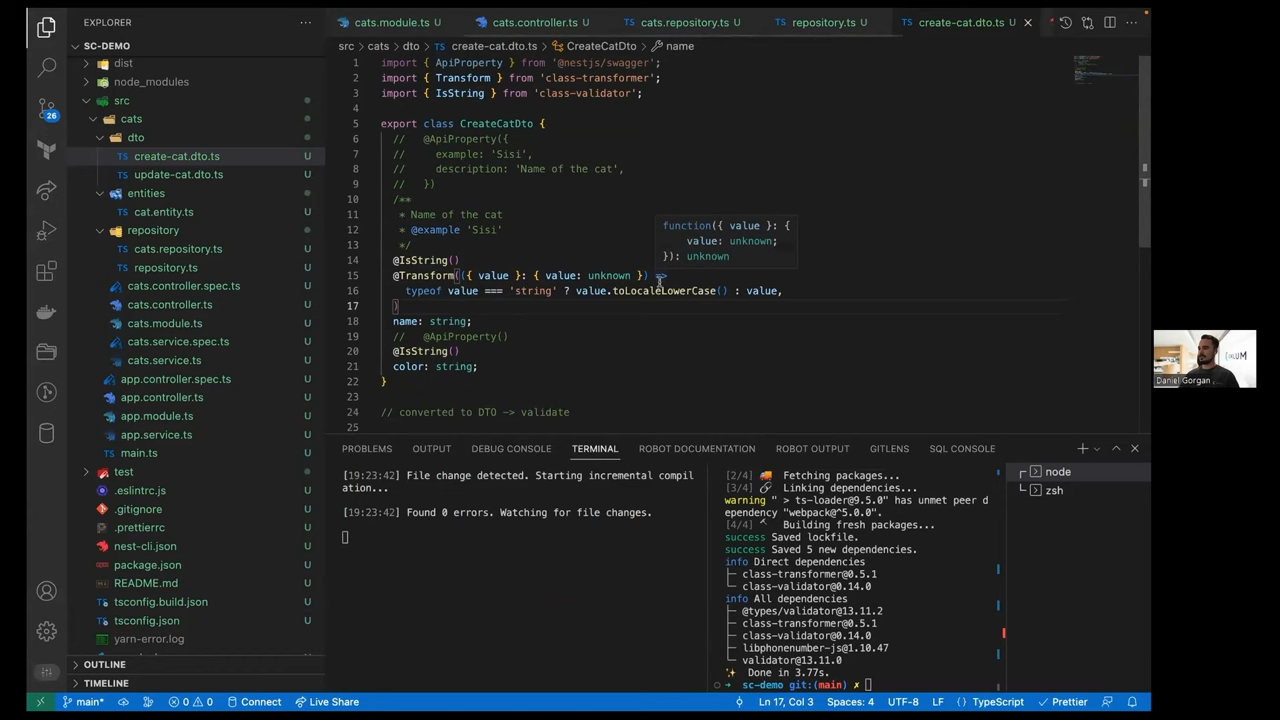 EXPLORER
cats.module.ts U
cats.controller.ts U
cats.repository.ts U
repository.ts U
create-cat.dto.ts U
SC-DEMO
dist
node_modules
src
cats
dto
create-cat.dto.ts U
update-cat.dto.ts U
entities
cat.entity.ts U
repository
cats.repository.ts U
repository.ts U
cats.controller.spec.ts U
cats.controller.ts U
cats.module.ts U
cats.service.spec.ts U
cats.service.ts U
app.controller.spec.ts U
app.controller.ts U
app.module.ts U
app.service.ts U
main.ts U
test
.eslintrc.js U
.gitignore U
.prettierrc U
nest-cli.json U
package.json U
README.md U
tsconfig.build.json U
tsconfig.json U
yarn-error.log U
OUTLINE
TIMELINE
26
src > cats > dto > TS create-cat.dto.ts > CreateCatDto > name
1 import { ApiProperty } from '@nestjs/swagger';
2 import { Transform } from 'class-transformer';
3 import { IsString } from 'class-validator';
4
5 export class CreateCatDto {
6 // @ApiProperty({
7 // example: 'Sisi',
8 // description: 'Name of the cat',
9 // })
10 /**
11 * Name of the cat
12 * @example 'Sisi'
13 */
14 @IsString()
15 @Transform(({ value }: { value: unknown }) =>
16 typeof value === 'string' ? value.toLocaleLowerCase() : value,
17 )
18 name: string;
19 // @ApiProperty()
20 @IsString()
21 color: string;
22 }
24 // converted to DTO -> validate
25
function({ value }: {
value: unknown;
}): unknown
PROBLEMS OUTPUT DEBUG CONSOLE TERMINAL ROBOT DOCUMENTATION ROBOT OUTPUT GITLENS SQL CONSOLE
[19:23:42] File change detected. Starting incremental compil
ation...
[19:23:42] Found 0 errors. Watching for file changes.
[2/4] Fetching packages...
[3/4] Linking dependencies...
warning " > ts-loader@9.5.0" has unmet peer d
ependency "webpack@^5.0.0".
[4/4] Building fresh packages...
success Saved lockfile.
success Saved 5 new dependencies.
info Direct dependencies
├─ class-transformer@0.5.1
└─ class-validator@0.14.0
info All dependencies
├─ @types/validator@13.11.2
├─ class-transformer@0.5.1
├─ class-validator@0.14.0
├─ libphonenumber-js@1.10.47
└─ validator@13.11.0
Done in 3.77s.
sc-demo git:(main) ✗
node
zsh
main* 0 0 Connect Live Share
Ln 17, Col 3 Spaces: 4 UTF-8 LF TypeScript Prettier
Daniel Gorgan